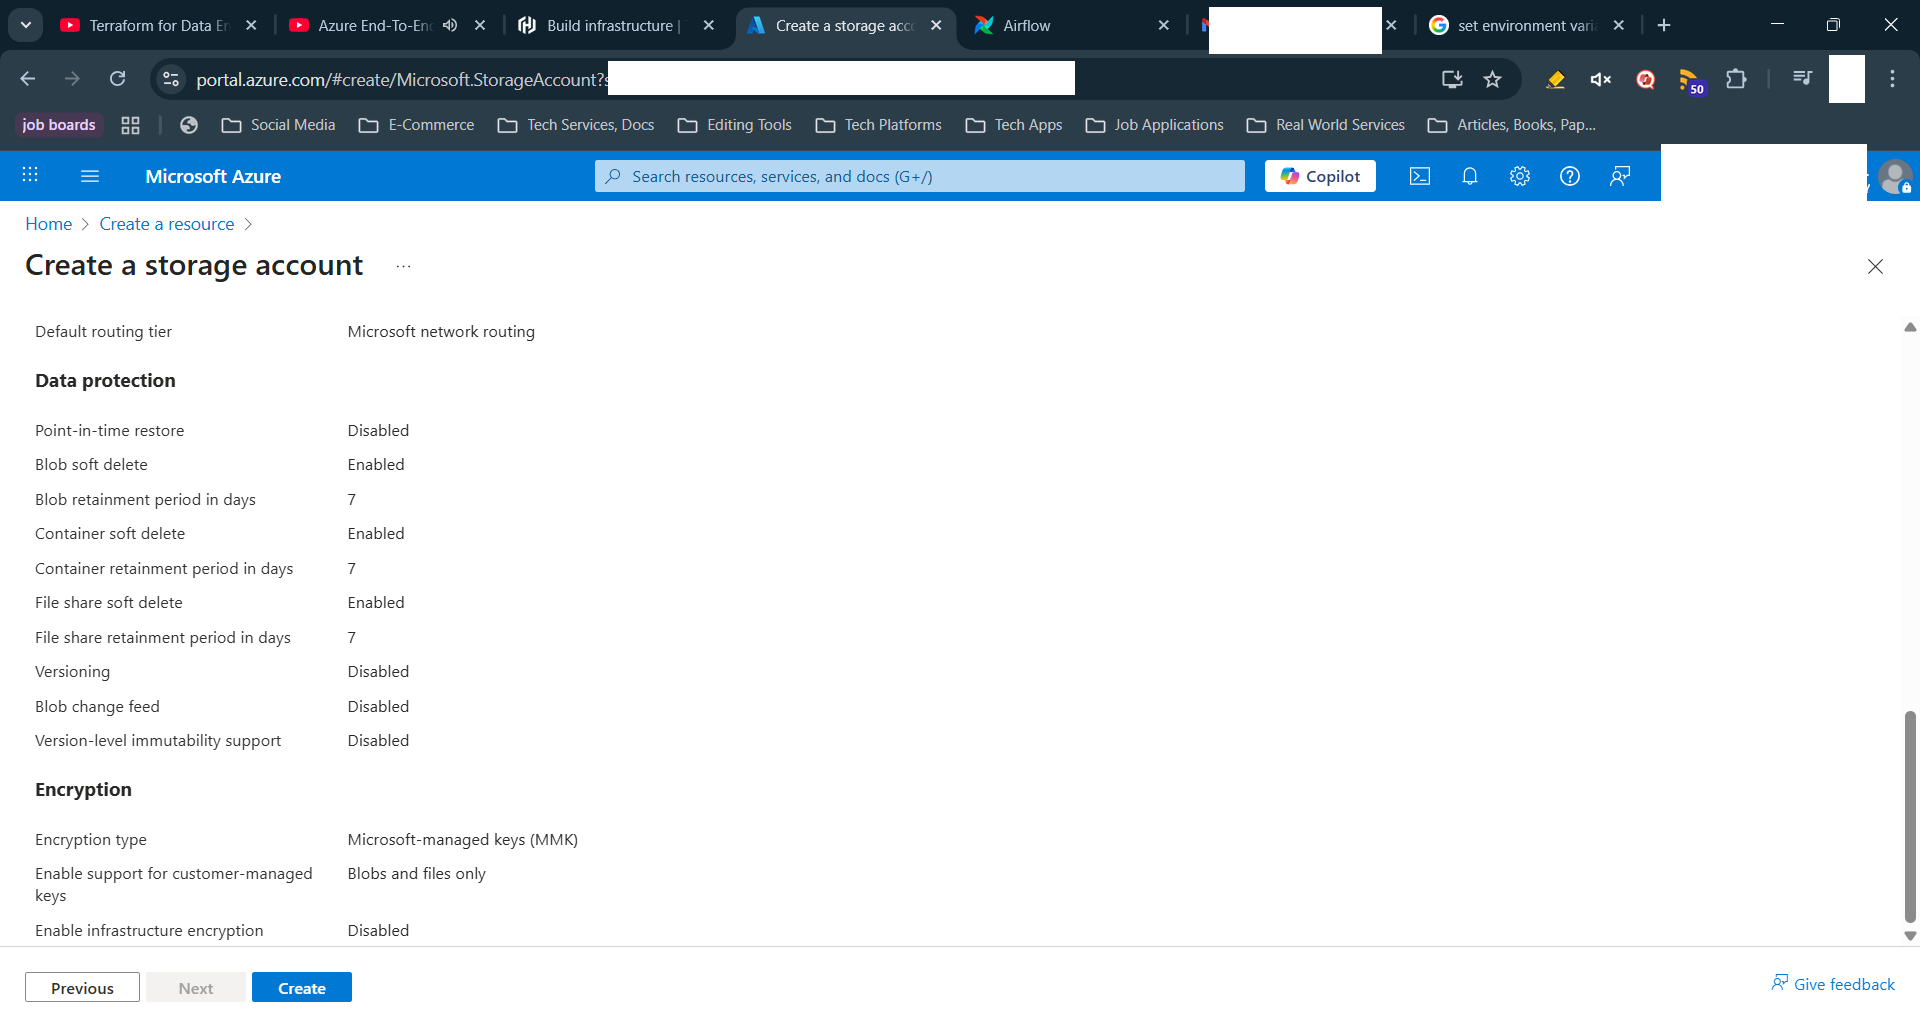 Terraform for Data En
Azure End-To-End
Build infrastructure |
Create a storage acco
Airflow
set environment varia
portal.azure.com/#create/Microsoft.StorageAccount?s
50
job boards
Social Media
E-Commerce
Tech Services, Docs
Editing Tools
Tech Platforms
Tech Apps
Job Applications
Real World Services
Articles, Books, Pap...
Microsoft Azure
Search resources, services, and docs (G+/)
Copilot
Home > Create a resource >
Create a storage account ...
Default routing tier Microsoft network routing
Data protection
Point-in-time restore Disabled
Blob soft delete Enabled
Blob retainment period in days 7
Container soft delete Enabled
Container retainment period in days 7
File share soft delete Enabled
File share retainment period in days 7
Versioning Disabled
Blob change feed Disabled
Version-level immutability support Disabled
Encryption
Encryption type Microsoft-managed keys (MMK)
Enable support for customer-managed Blobs and files only
keys
Enable infrastructure encryption Disabled
Previous
Next
Create
Give feedback